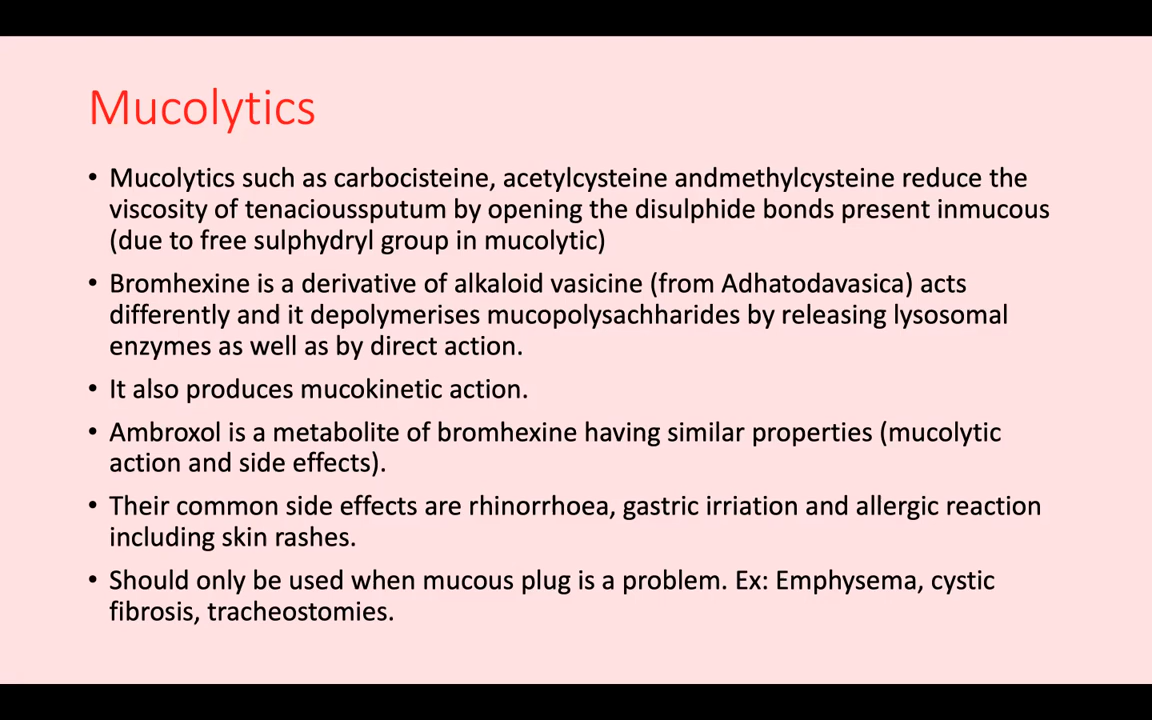 Mucolytics
• Mucolytics such as carbocisteine, acetylcysteine andmethylcysteine reduce the
viscosity of tenacioussputum by opening the disulphide bonds present inmucous
(due to free sulphydryl group in mucolytic)
• Bromhexine is a derivative of alkaloid vasicine (from Adhatodavasica) acts
differently and it depolymerises mucopolysachharides by releasing lysosomal
enzymes as well as by direct action.
• It also produces mucokinetic action.
• Ambroxol is a metabolite of bromhexine having similar properties (mucolytic
action and side effects).
• Their common side effects are rhinorrhoea, gastric irriation and allergic reaction
including skin rashes.
• Should only be used when mucous plug is a problem. Ex: Emphysema, cystic
fibrosis, tracheostomies.